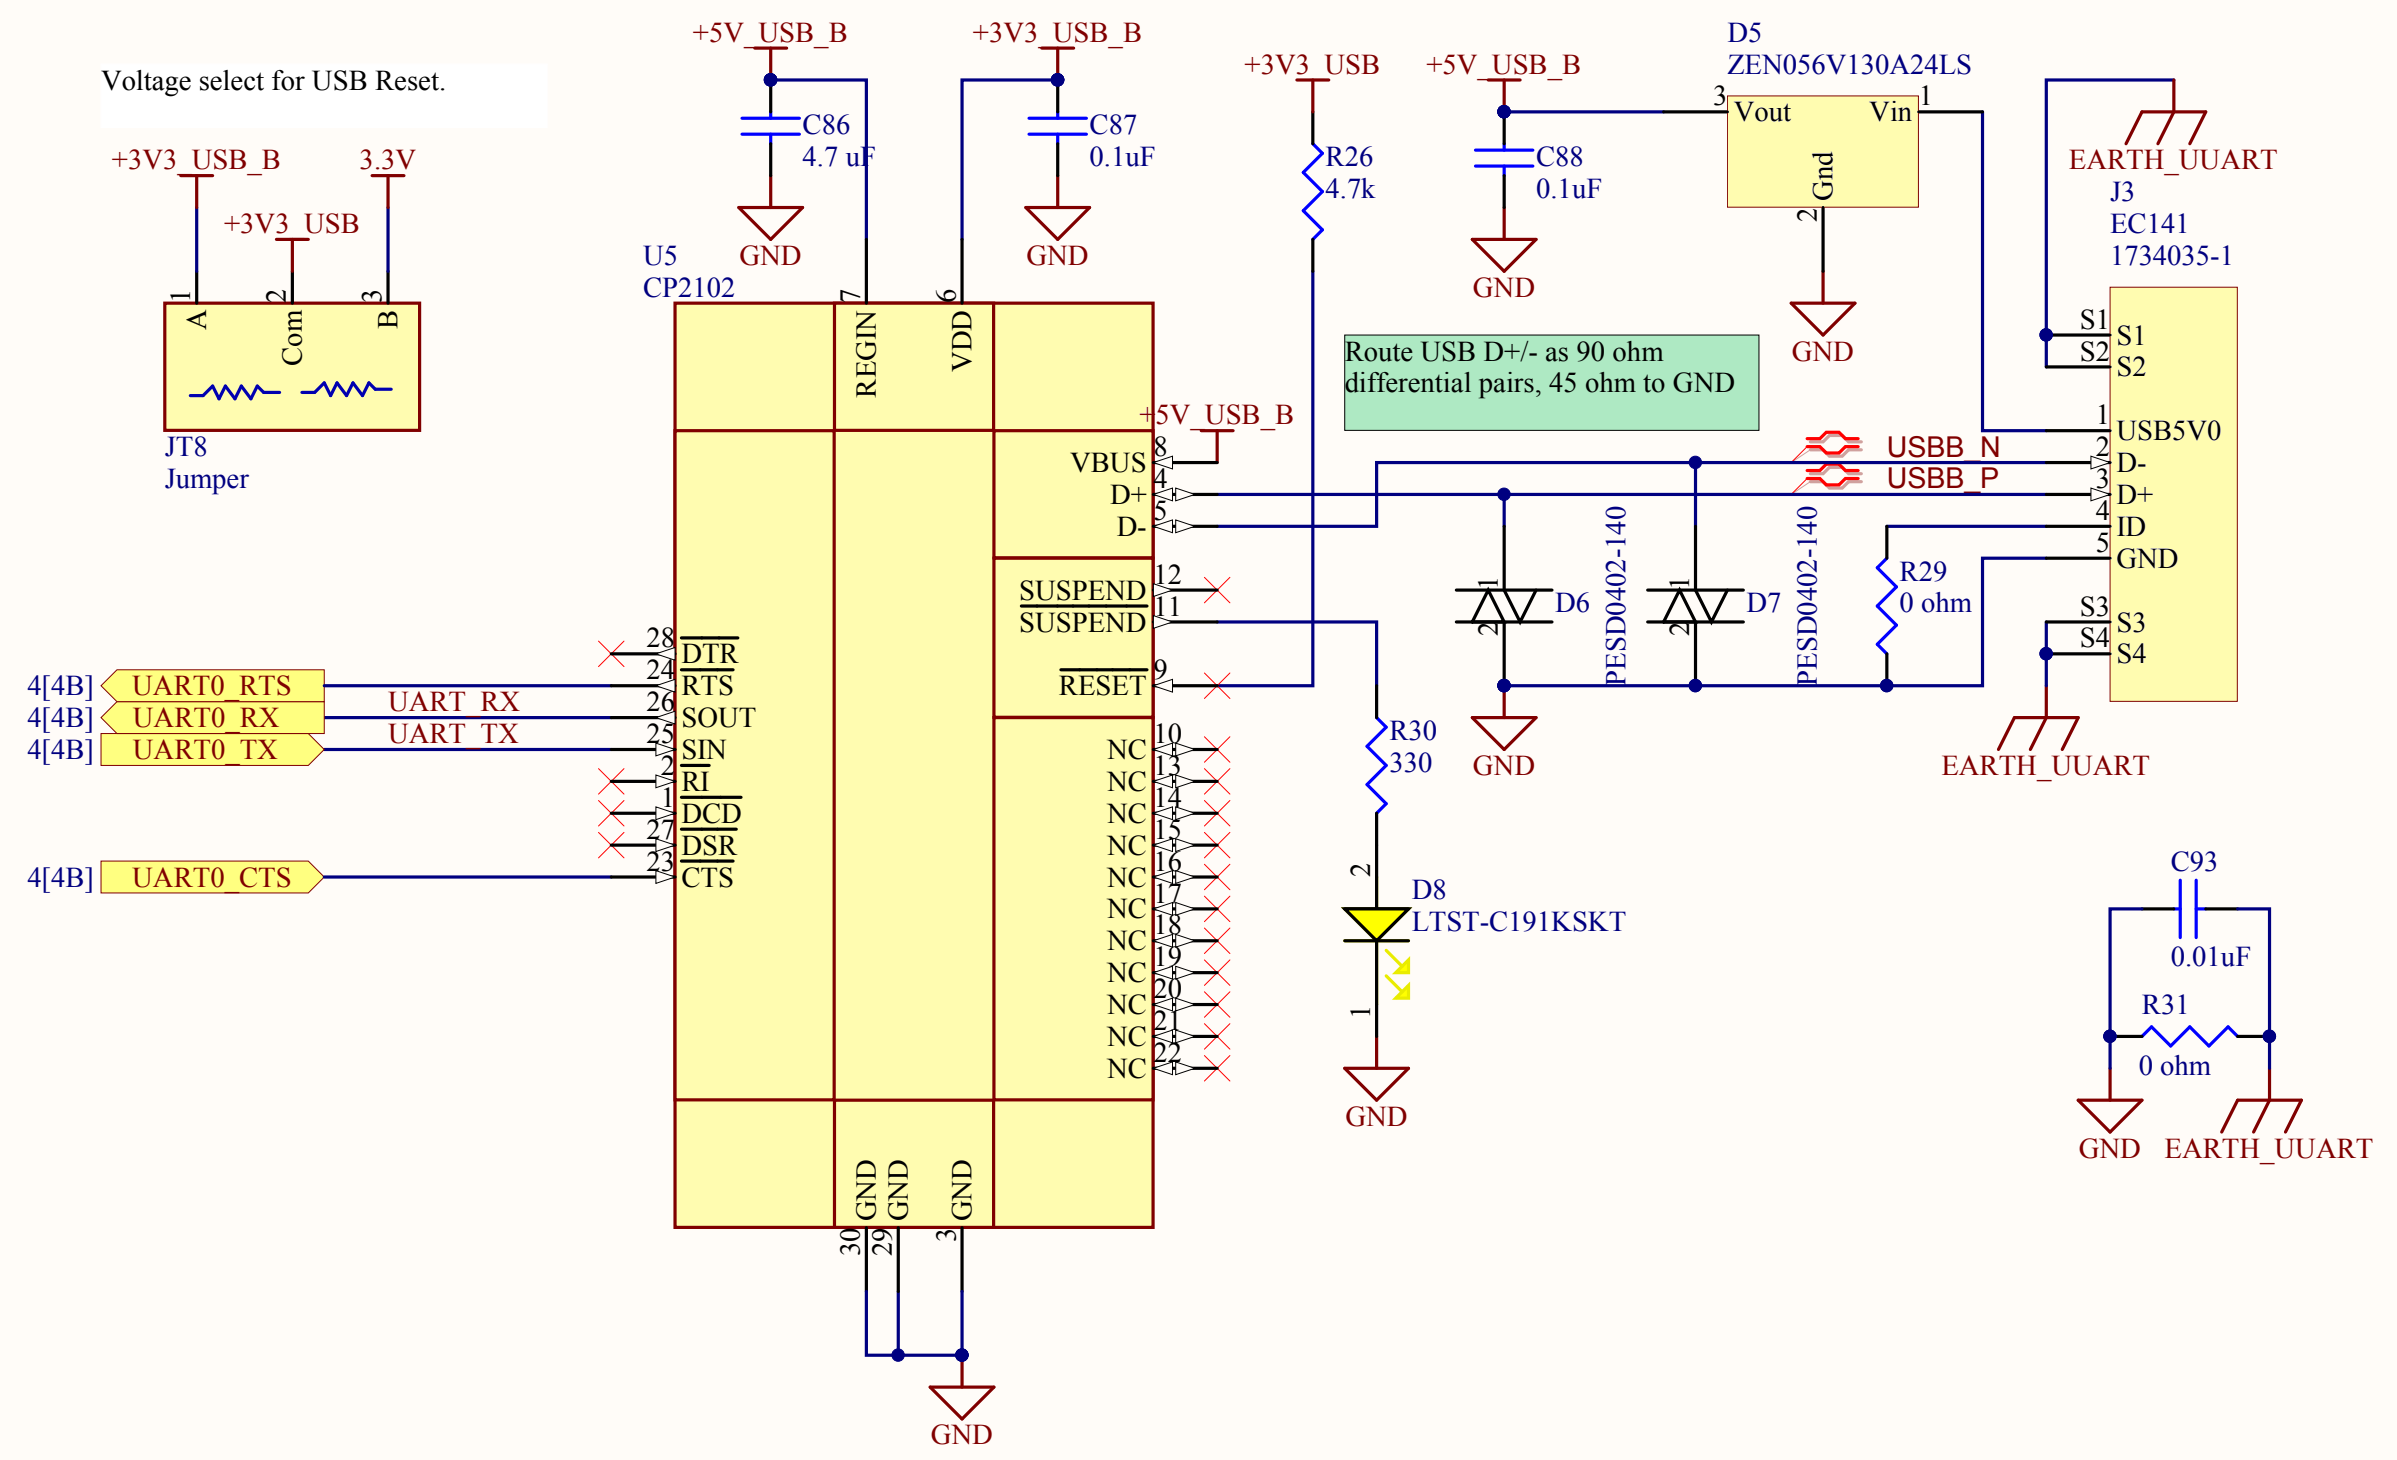 Voltage select for USB Reset.
+3V3_USB_B
3.3V
+3V3_USB
1
2
3
A
Com
B
JT8
Jumper
+5V_USB_B
C86
4.7 uF
GND
+3V3_USB_B
C87
0.1uF
GND
U5
CP2102
7
REGIN
6
VDD
+3V3_USB
R26
4.7k
+5V_USB_B
C88
0.1uF
GND
D5
ZEN056V130A24LS
3
Vout
Vin
1
Gnd
2
GND
EARTH_UUART
J3
EC141
1734035-1
Route USB D+/- as 90 ohm
differential pairs, 45 ohm to GND
+5V_USB_B
VBUS 8
D+ 4
D- 5
SUSPEND 12
SUSPEND 11
RESET 9
NC 10
NC 13
NC 14
NC 15
NC 16
NC 17
NC 18
NC 19
NC 20
NC 21
NC 22
S1 S1
S2 S2
1 USB5V0
USBB_N
2 D-
USBB_P
3 D+
4 ID
5 GND
S3 S3
S4 S4
EARTH_UUART
1
2
D6
PESD0402-140
1
2
D7
PESD0402-140
R29
0 ohm
GND
28 DTR
4[4B] UART0_RTS
24 RTS
4[4B] UART0_RX
UART_RX
26 SOUT
4[4B] UART0_TX
UART_TX
25 SIN
2 RI
1 DCD
27 DSR
4[4B] UART0_CTS
23 CTS
R30
330
2
D8
LTST-C191KSKT
1
GND
C93
0.01uF
R31
0 ohm
GND
EARTH_UUART
GND
GND
GND
30
29
3
GND